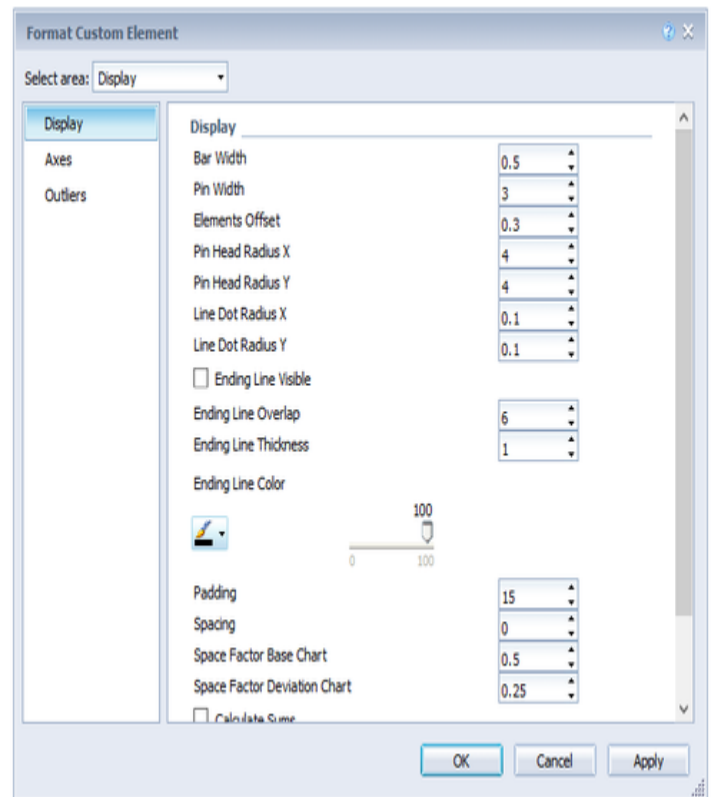 Format Custom Element
Select area: Display
Display
Axes
Outliers
Display
Bar Width 0.5
Pin Width 3
Elements Offset 0.3
Pin Head Radius X 4
Pin Head Radius Y 4
Line Dot Radius X 0.1
Line Dot Radius Y 0.1
Ending Line Visible
Ending Line Overlap 6
Ending Line Thickness 1
Ending Line Color
100
0 100
Padding 15
Spacing 0
Space Factor Base Chart 0.5
Space Factor Deviation Chart 0.25
Calculate Sums
OK Cancel Apply